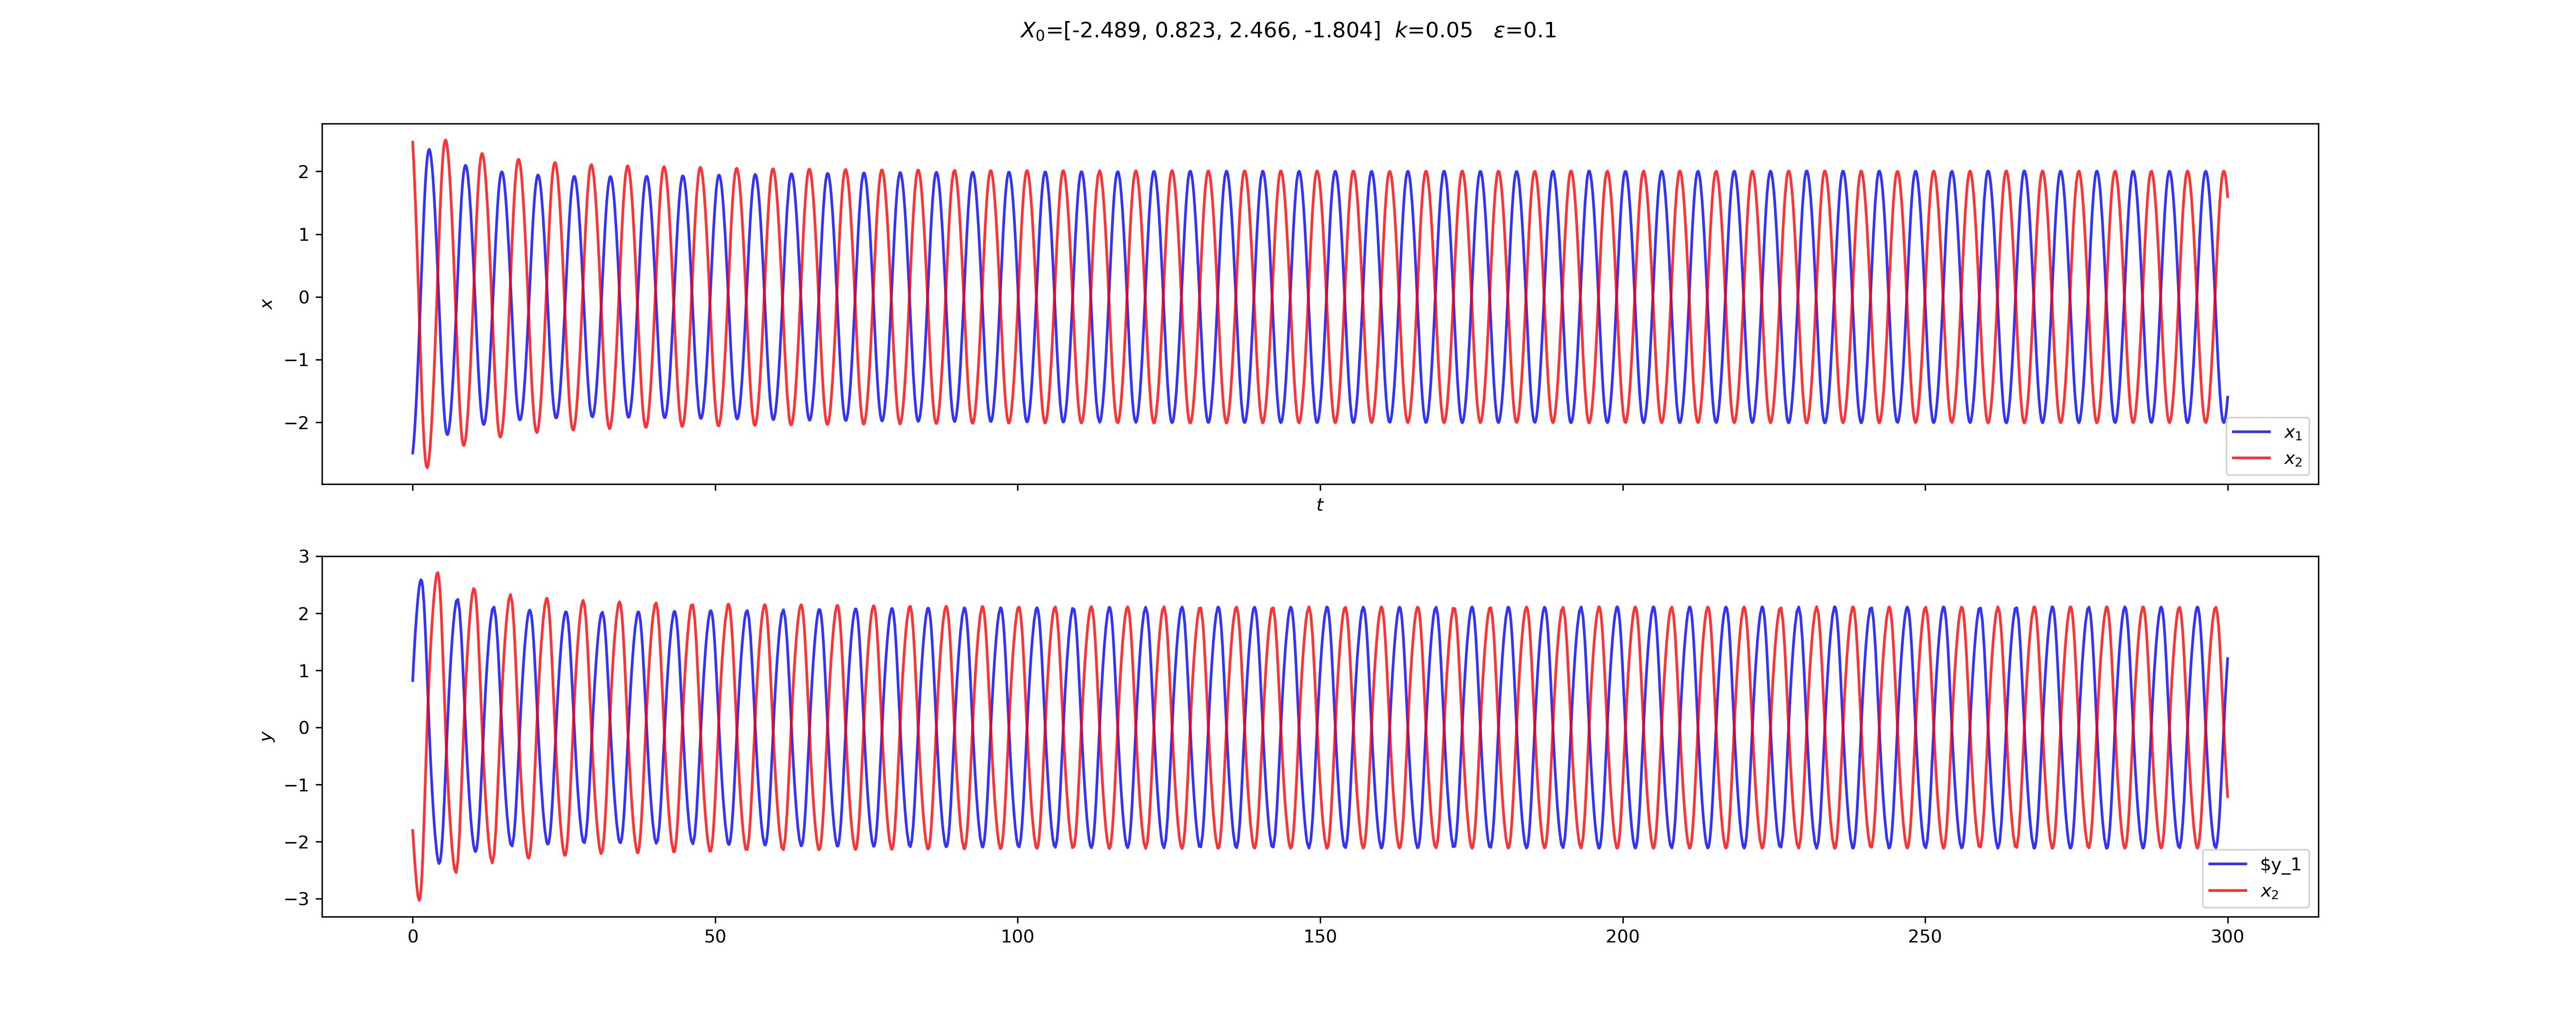 X₀=[-2.489, 0.823, 2.466, -1.804] k=0.05 ε=0.1
2
1
0
−1
−2
x
x₁
x₂
t
3
2
1
0
−1
−2
−3
y
$y_1
x₂
0 50 100 150 200 250 300